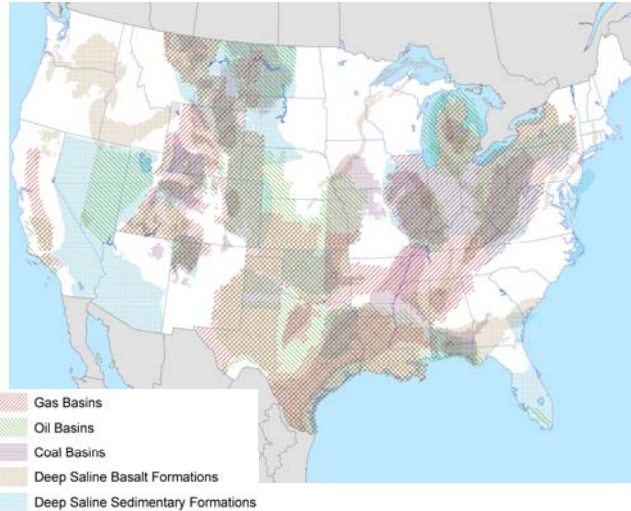 Gas Basins
Oil Basins
Coal Basins
Deep Saline Basalt Formations
Deep Saline Sedimentary Formations